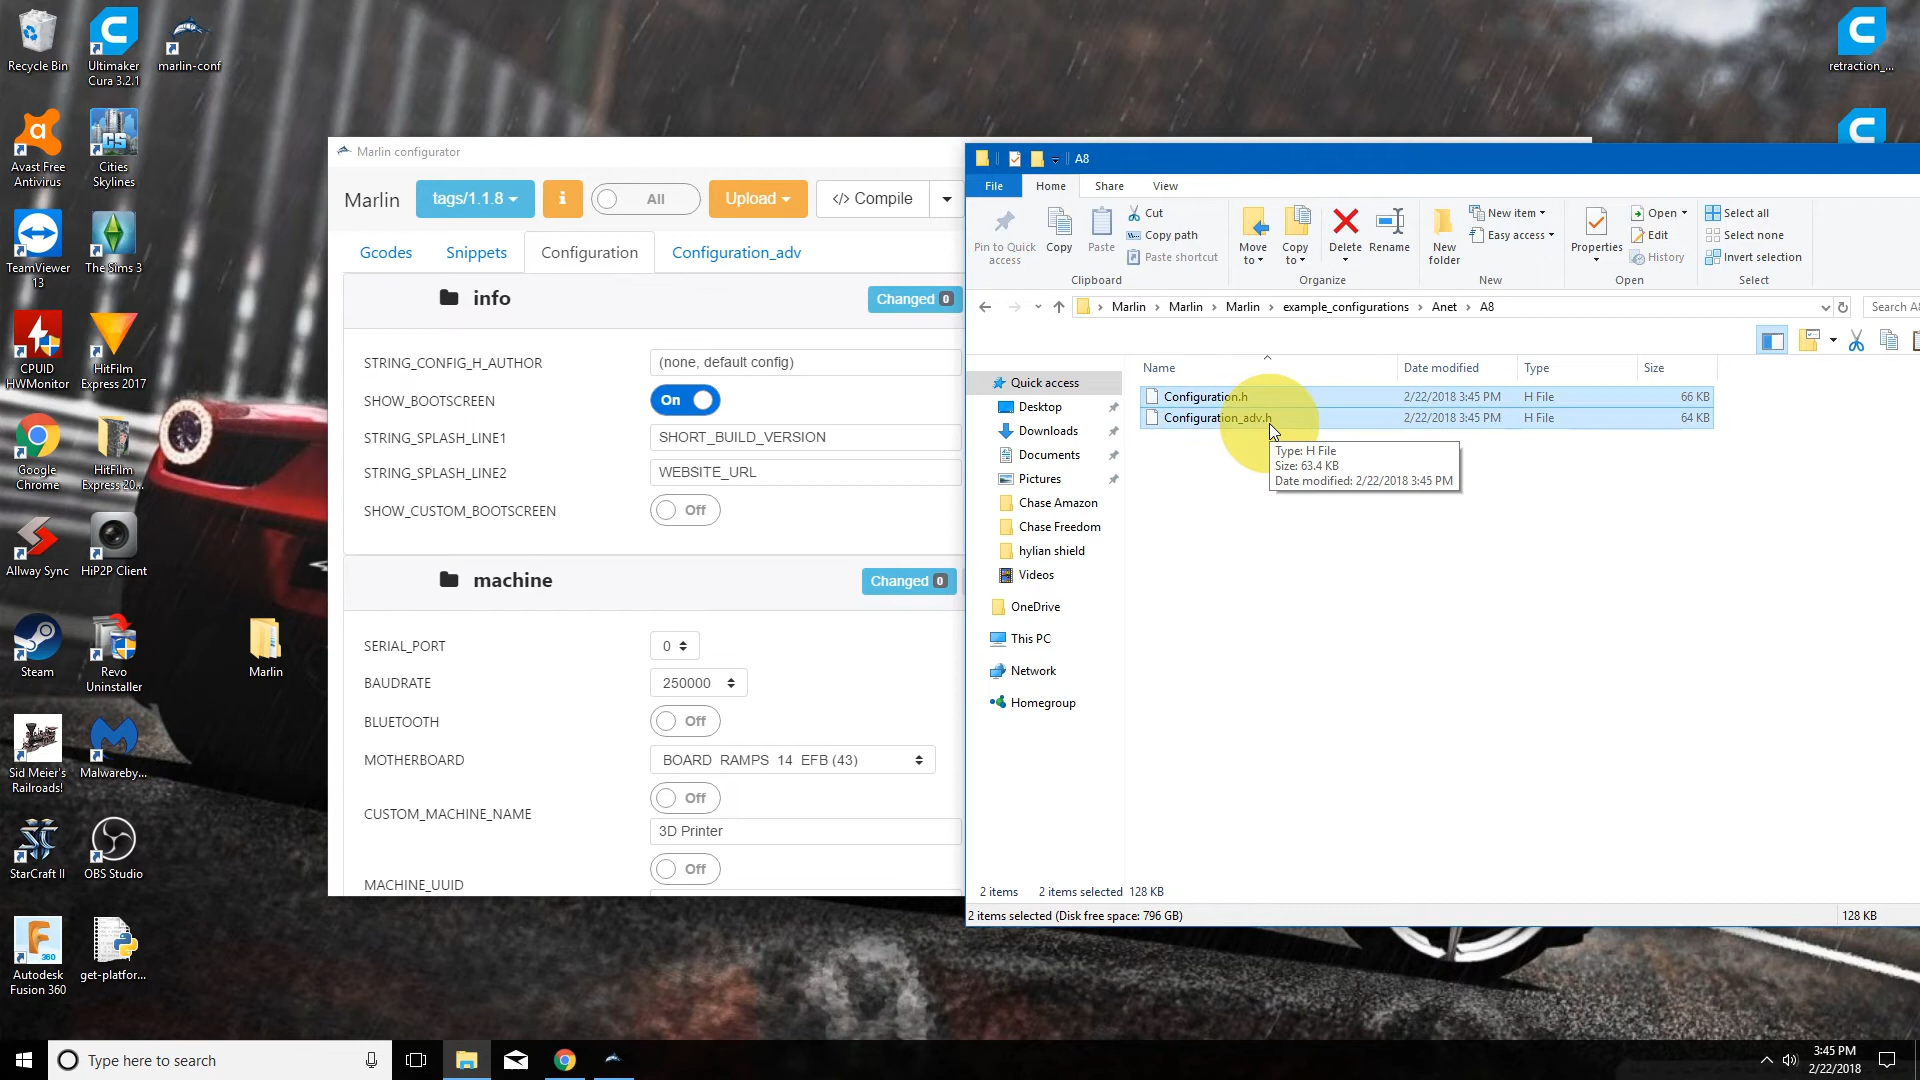 Recycle Bin
Ultimaker
Cura 3.2.1
marlin-conf
retraction_...
Avast Free
Antivirus
Cities
Skylines
TeamViewer
13
The Sims 3
CPUID
HWMonitor
HitFilm
Express 2017
Google
Chrome
HitFilm
Express 20...
Allway Sync
HiP2P Client
Steam
Revo
Uninstaller
Marlin
Sid Meier's
Railroads!
Malwareby...
StarCraft II
OBS Studio
Autodesk
Fusion 360
get-platfor...
Marlin configurator
Marlin
tags/1.1.8
All
Upload
</> Compile
Gcodes
Snippets
Configuration
Configuration_adv
info
Changed 0
STRING_CONFIG_H_AUTHOR
(none, default config)
SHOW_BOOTSCREEN
On
STRING_SPLASH_LINE1
SHORT_BUILD_VERSION
STRING_SPLASH_LINE2
WEBSITE_URL
SHOW_CUSTOM_BOOTSCREEN
Off
machine
Changed 0
SERIAL_PORT
0
BAUDRATE
250000
BLUETOOTH
Off
MOTHERBOARD
BOARD_RAMPS_14_EFB (43)
Off
CUSTOM_MACHINE_NAME
3D Printer
Off
MACHINE_UUID
A8
File
Home
Share
View
Pin to Quick
access
Copy
Paste
Cut
Copy path
Paste shortcut
Clipboard
Move
to
Copy
to
Delete
Rename
Organize
New
folder
New item
Easy access
New
Properties
Open
Edit
History
Open
Select all
Select none
Invert selection
Select
Marlin
Marlin
Marlin
example_configurations
Anet
A8
Search A8
Name
Date modified
Type
Size
Configuration.h
2/22/2018 3:45 PM
H File
66 KB
Configuration_adv.h
2/22/2018 3:45 PM
H File
64 KB
Type: H File
Size: 63.4 KB
Date modified: 2/22/2018 3:45 PM
Quick access
Desktop
Downloads
Documents
Pictures
Chase Amazon
Chase Freedom
hylian shield
Videos
OneDrive
This PC
Network
Homegroup
2 items
2 items selected 128 KB
2 items selected (Disk free space: 796 GB)
128 KB
Type here to search
3:45 PM
2/22/2018